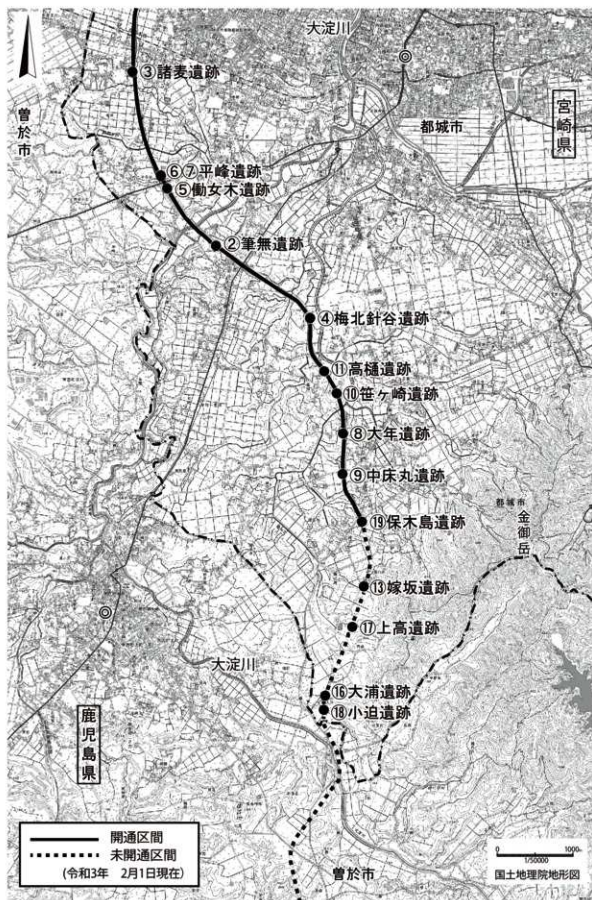 大淀川
③諸麦遺跡
宮崎県
都城市
曽於市
⑥⑦平峰遺跡
⑤働女木遺跡
②筆無遺跡
④梅北針谷遺跡
⑪高樋遺跡
⑩笹ヶ崎遺跡
⑧大年遺跡
⑨中床丸遺跡
都城市
金御岳
⑲保木島遺跡
⑬嫁坂遺跡
⑰上高遺跡
大淀川
⑯大浦遺跡
⑱小迫遺跡
鹿児島県
開通区間
未開通区間
(令和3年 2月1日現在)
曽於市
0 1000m
1/50000
国土地理院地形図